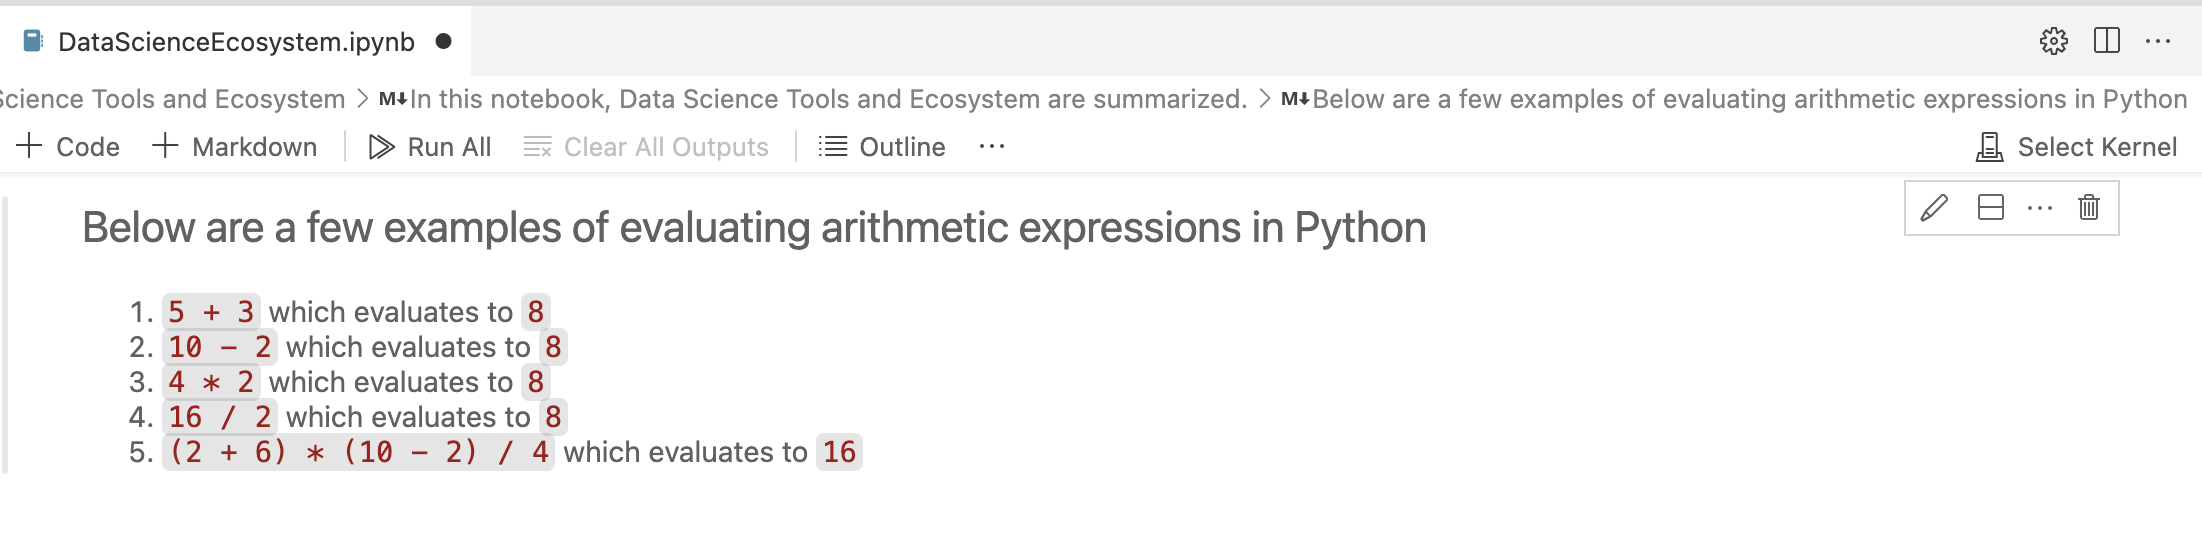 DataScienceEcosystem.ipynb
Science Tools and Ecosystem > M↓In this notebook, Data Science Tools and Ecosystem are summarized. > M↓Below are a few examples of evaluating arithmetic expressions in Python
+ Code + Markdown Run All Clear All Outputs Outline ··· Select Kernel
Below are a few examples of evaluating arithmetic expressions in Python
1. 5 + 3 which evaluates to 8
2. 10 - 2 which evaluates to 8
3. 4 * 2 which evaluates to 8
4. 16 / 2 which evaluates to 8
5. (2 + 6) * (10 - 2) / 4 which evaluates to 16